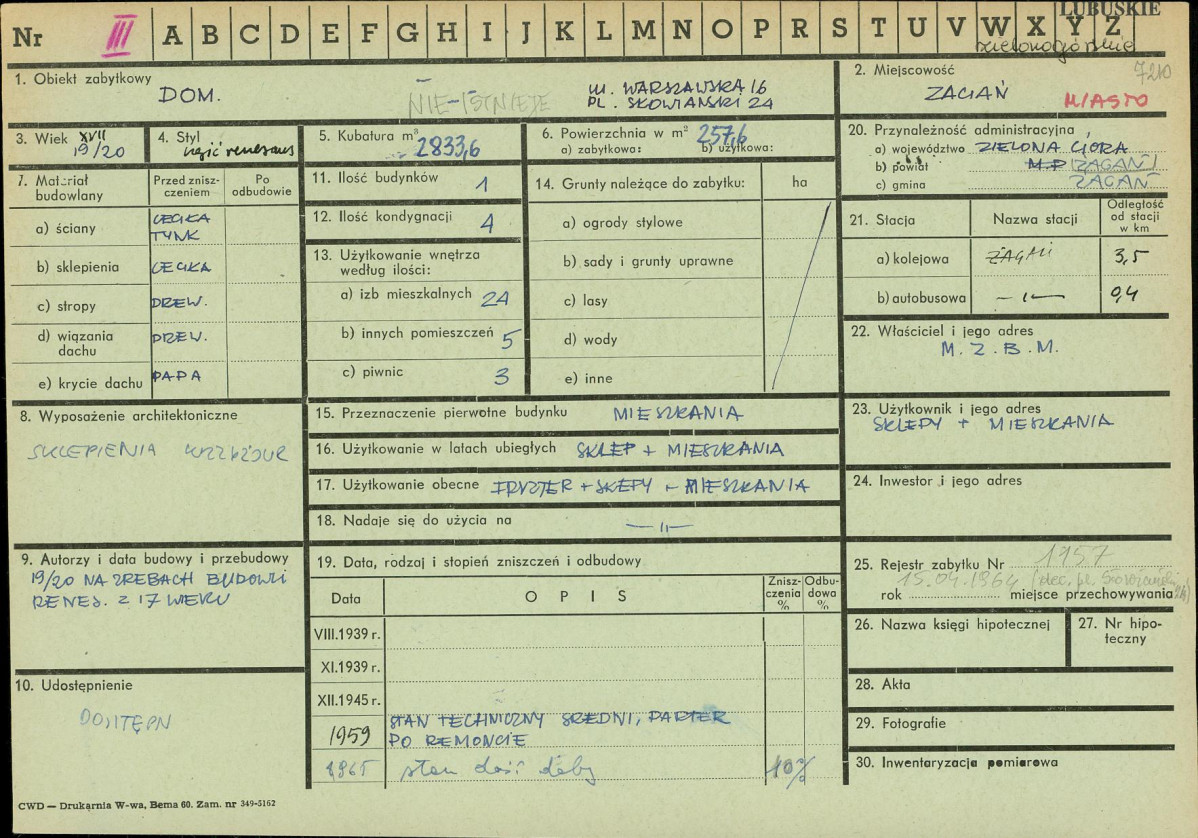 LUBUSKIE
Nr III A B C D E F G H I J K L M N O P R S T U V W X Y Z
zielonogórskie
1. Obiekt zabytkowy
DOM.
NIE-ISTNIEJE
ul. WARSZAWSKA 16
PL. SŁOWIAŃSKI 24
2. Miejscowość
7210
ŻAGAŃ
MIASTO
3. Wiek XVII
19/20
4. Styl
część renesans
5. Kubatura m³
2833,6
6. Powierzchnia w m² 257,6
a) zabytkowa: b) użytkowa:
20. Przynależność administracyjna
a) województwo ZIELONA GÓRA
b) powiat M.P (ŻAGAŃ)
c) gmina ŻAGAŃ
7. Materiał budowlany
Przed zniszczeniem
Po odbudowie
a) ściany CEGŁA
TYNK
b) sklepienia CEGŁA
c) stropy DREW.
d) wiązania dachu DREW.
e) krycie dachu PAPA
11. Ilość budynków 1
12. Ilość kondygnacji 4
13. Użytkowanie wnętrza
według ilości:
a) izb mieszkalnych 24
b) innych pomieszczeń 5
c) piwnic 3
14. Grunty należące do zabytku: ha
a) ogrody stylowe
b) sady i grunty uprawne
c) lasy
d) wody
e) inne
21. Stacja
Nazwa stacji
Odległość od stacji w km
a) kolejowa ŻAGAŃ 3,5
b) autobusowa —„— 0,4
22. Właściciel i jego adres
M.Z.B.M.
8. Wyposażenie architektoniczne
SKLEPIENIA
15. Przeznaczenie pierwotne budynku MIESZKANIA
16. Użytkowanie w latach ubiegłych SKLEP + MIESZKANIA
17. Użytkowanie obecne FRYZJER + SKLEPY + MIESZKANIA
18. Nadaje się do użycia na —„—
23. Użytkownik i jego adres
SKLEPY + MIESZKANIA
24. Inwestor i jego adres
9. Autorzy i data budowy i przebudowy
19/20 NA ZRĘBACH BUDOWLI
RENES. Z 17 WIEKU
19. Data, rodzaj i stopień zniszczeń i odbudowy
Data
OPIS
Zniszczenia %
Odbudowa %
VIII.1939 r.
XI.1939 r.
XII.1945 r.
1959 STAN TECHNICZNY ŚREDNI, PARTER
PO REMONCIE
1965 stan dość dobry 40%
25. Rejestr zabytku Nr 1957
15.04.1964 (dec. pl. Słowiański 24)
rok miejsce przechowywania
26. Nazwa księgi hipotecznej
27. Nr hipoteczny
10. Udostępnienie
DOSTĘPN
28. Akta
29. Fotografie
30. Inwentaryzacja pomiarowa
CWD — Drukarnia W-wa, Bema 60. Zam. nr 349-5162